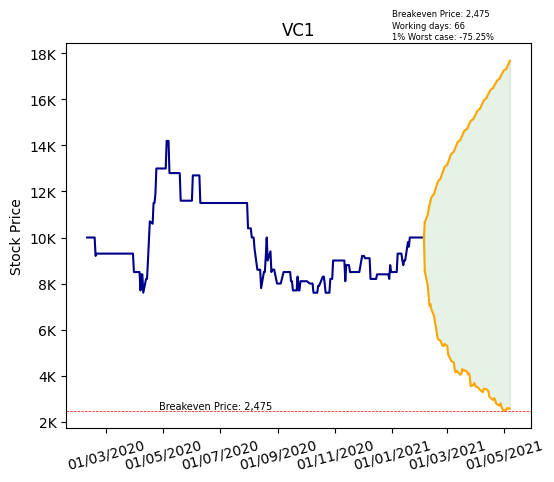 Breakeven Price: 2,475
Working days: 66
1% Worst case: -75.25%
VC1
Stock Price
18K
16K
14K
12K
10K
8K
6K
4K
2K
Breakeven Price: 2,475
01/03/2020
01/05/2020
01/07/2020
01/09/2020
01/11/2020
01/01/2021
01/03/2021
01/05/2021